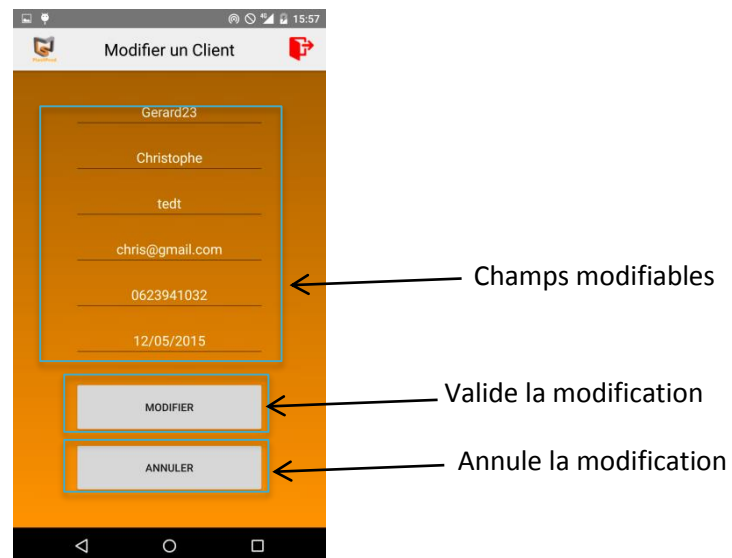 15:57
Modifier un Client
Gerard23
Christophe
tedt
chris@gmail.com
0623941032
12/05/2015
MODIFIER
ANNULER
Champs modifiables
Valide la modification
Annule la modification